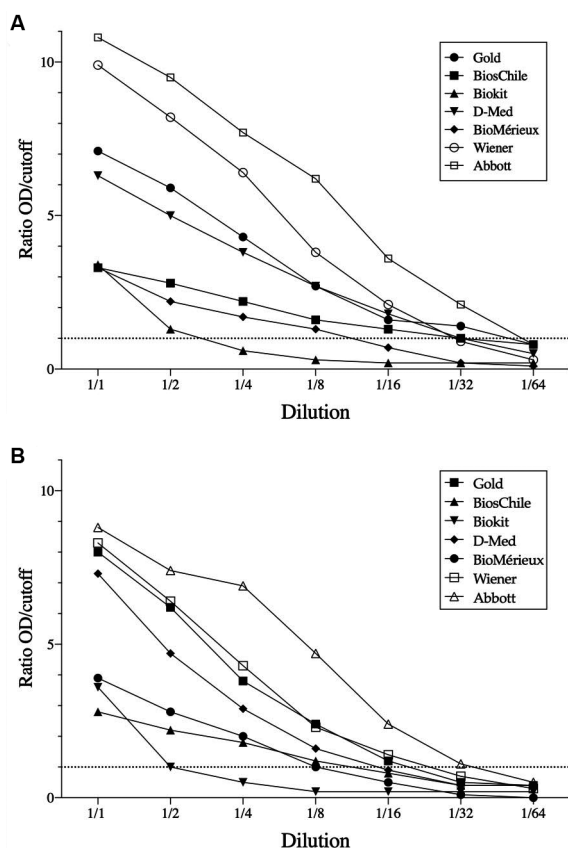 A
10
5
0
Ratio OD/cutoff
Gold
BiosChile
Biokit
D-Med
BioMérieux
Wiener
Abbott
1/1 1/2 1/4 1/8 1/16 1/32 1/64
Dilution
B
10
5
0
Ratio OD/cutoff
Gold
BiosChile
Biokit
D-Med
BioMérieux
Wiener
Abbott
1/1 1/2 1/4 1/8 1/16 1/32 1/64
Dilution